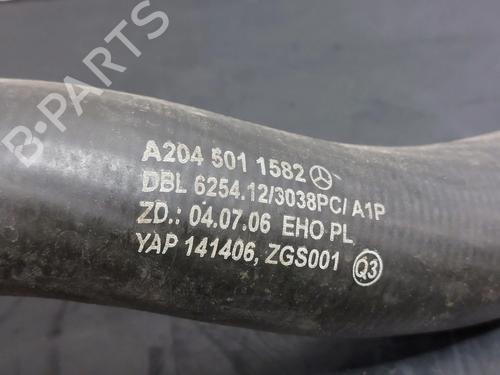 B-PARTS
A204 501 1582
DBL 6254.12/3038PC/A1P
ZD.: 04.07.06 EHO PL
YAP 141406, ZGS001 Q3